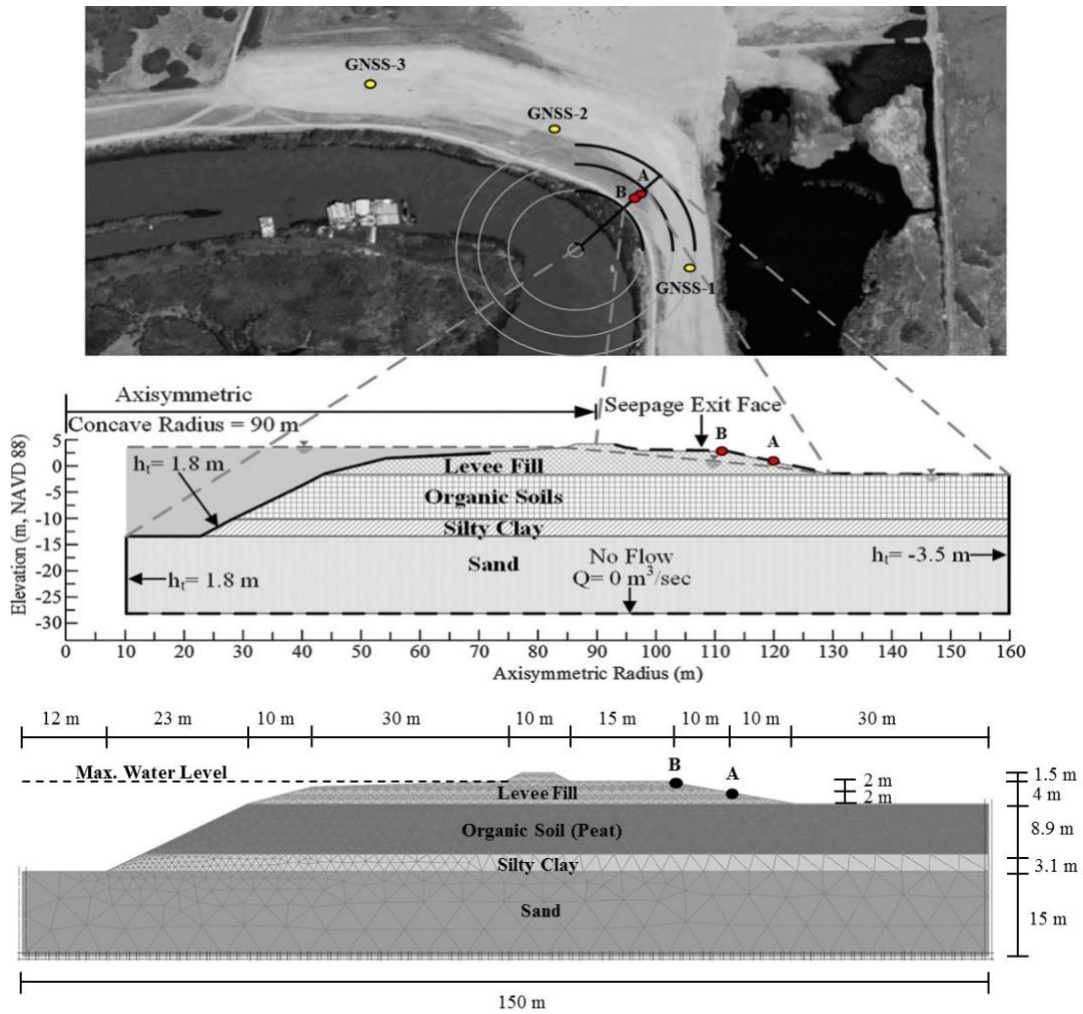 GNSS-3
GNSS-2
A
B
GNSS-1
Axisymmetric
Concave Radius = 90 m
Seepage Exit Face
B
A
hₜ= 1.8 m
Levee Fill
Organic Soils
Silty Clay
Sand
No Flow
Q= 0 m³/sec
hₜ= 1.8 m
hₜ= -3.5 m
Elevation (m, NAVD 88)
5
0
-5
-10
-15
-20
-25
-30
0 10 20 30 40 50 60 70 80 90 100 110 120 130 140 150 160
Axisymmetric Radius (m)
12 m 23 m 10 m 30 m 10 m 15 m 10 m 10 m 30 m
Max. Water Level
B
A
Levee Fill
2 m
2 m
1.5 m
4 m
Organic Soil (Peat)
8.9 m
Silty Clay
3.1 m
Sand
15 m
150 m